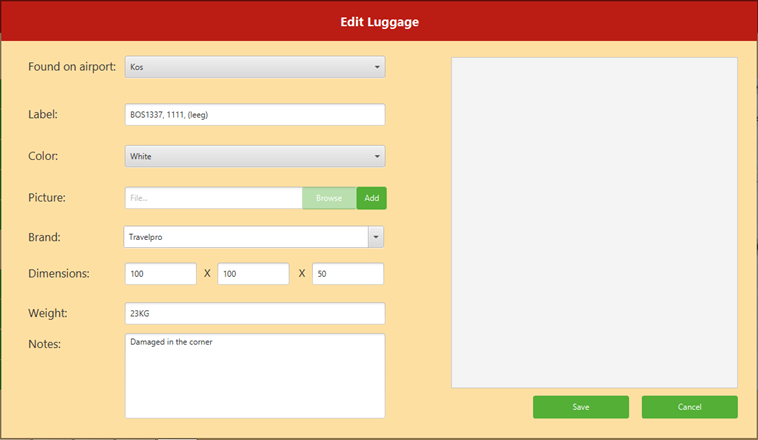 Edit Luggage
Found on airport: Kos
Label: BOS1337, 1111, (leeg)
Color: White
Picture: File... Browse Add
Brand: Travelpro
Dimensions: 100 X 100 X 50
Weight: 23KG
Notes: Damaged in the corner
Save Cancel